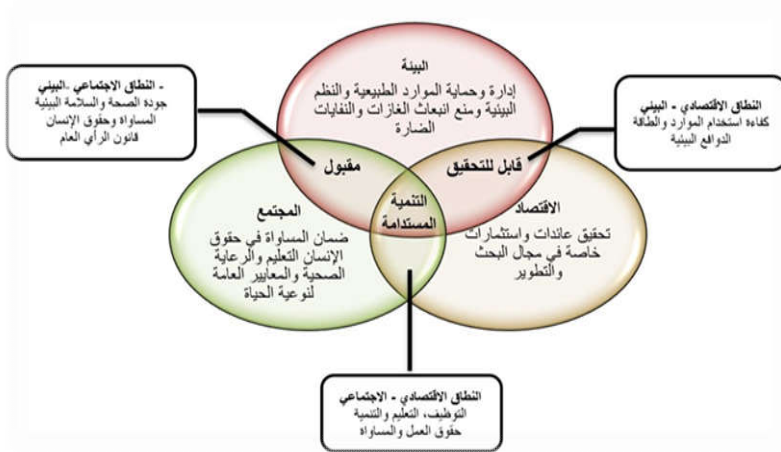 البيئة
إدارة وحماية الموارد الطبيعية والنظم
البيئية ومنع انبعاث الغازات والنفايات
الضارة
- النطاق الاجتماعي -البيئي
جودة الصحة والسلامة البيئية
المساواة وحقوق الإنسان
قانون الرأي العام
النطاق الاقتصادي - البيئي
كفاءه استخدام الموارد والطاقة
الدوافع البيئية
مقبول
قابل للتحقيق
التنمية
المستدامة
المجتمع
ضمان المساواة في حقوق
الإنسان التعليم والرعاية
الصحية والمعايير العامة
لنوعية الحياة
الاقتصاد
تحقيق عائدات واستثمارات
خاصة في مجال البحث
والتطوير
النطاق الاقتصادي - الاجتماعي
التوظيف، التعليم والتنمية
حقوق العمل والمساواة